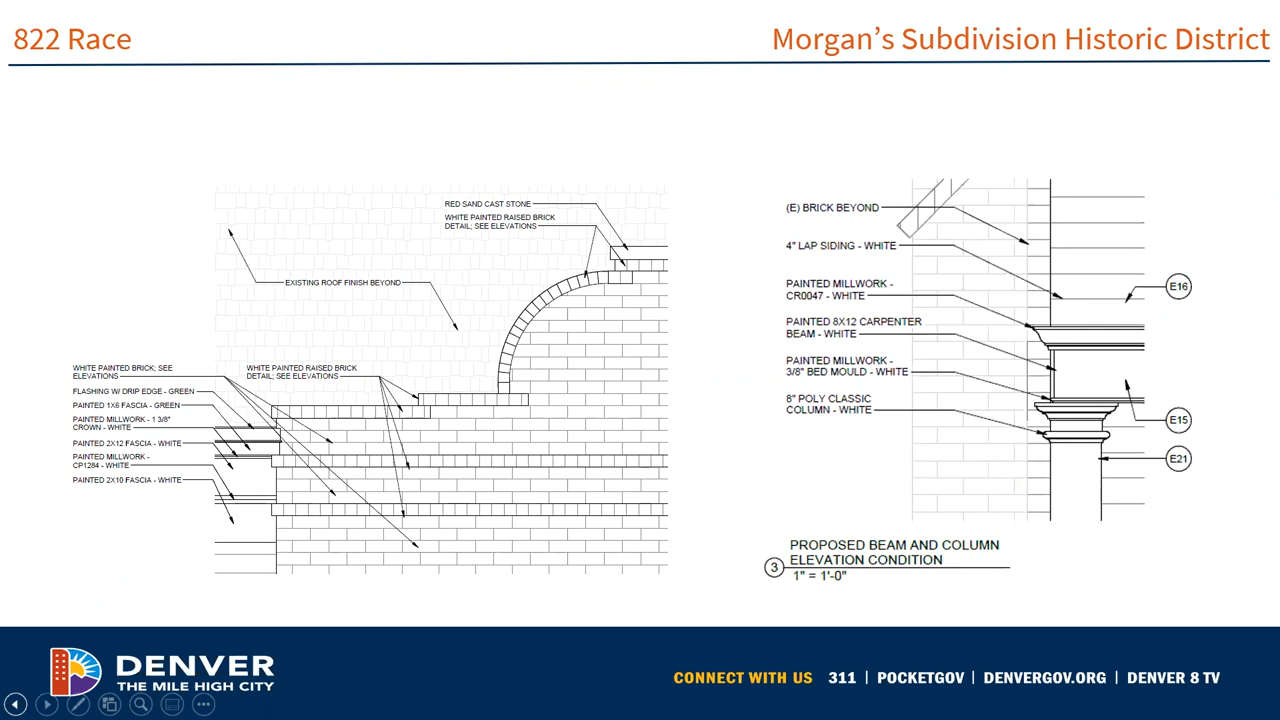 822 Race
Morgan's Subdivision Historic District
RED SAND CAST STONE
WHITE PAINTED RAISED BRICK
DETAIL; SEE ELEVATIONS
EXISTING ROOF FINISH BEYOND
WHITE PAINTED BRICK; SEE
ELEVATIONS
WHITE PAINTED RAISED BRICK
DETAIL; SEE ELEVATIONS
FLASHING W/ DRIP EDGE - GREEN
PAINTED 1X6 FASCIA - GREEN
PAINTED MILLWORK - 1 3/8"
CROWN - WHITE
PAINTED 2X12 FASCIA - WHITE
PAINTED MILLWORK -
CP1284 - WHITE
PAINTED 2X10 FASCIA - WHITE
(E) BRICK BEYOND
4" LAP SIDING - WHITE
PAINTED MILLWORK -
CR0047 - WHITE
PAINTED 8X12 CARPENTER
BEAM - WHITE
PAINTED MILLWORK -
3/8" BED MOULD - WHITE
8" POLY CLASSIC
COLUMN - WHITE
E16
E15
E21
3
PROPOSED BEAM AND COLUMN
ELEVATION CONDITION
1" = 1'-0"
DENVER
THE MILE HIGH CITY
CONNECT WITH US 311 | POCKETGOV | DENVERGOV.ORG | DENVER 8 TV